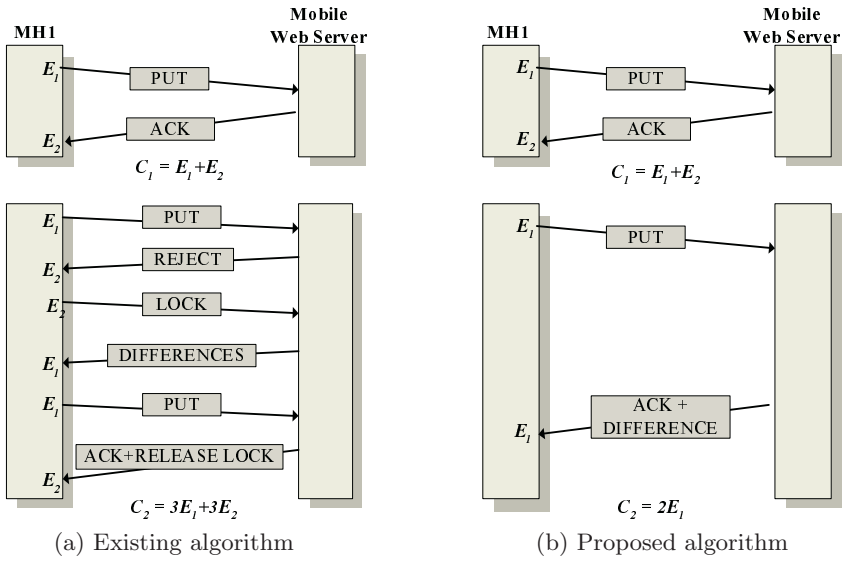 MH1
Mobile
Web Server
E1
PUT
ACK
E2
C1 = E1+E2
E1
PUT
REJECT
E2
E2
LOCK
DIFFERENCES
E1
E1
PUT
ACK+RELEASE LOCK
E2
C2 = 3E1+3E2
(a) Existing algorithm
MH1
Mobile
Web Server
E1
PUT
ACK
E2
C1 = E1+E2
E1
PUT
ACK +
DIFFERENCE
E1
C2 = 2E1
(b) Proposed algorithm